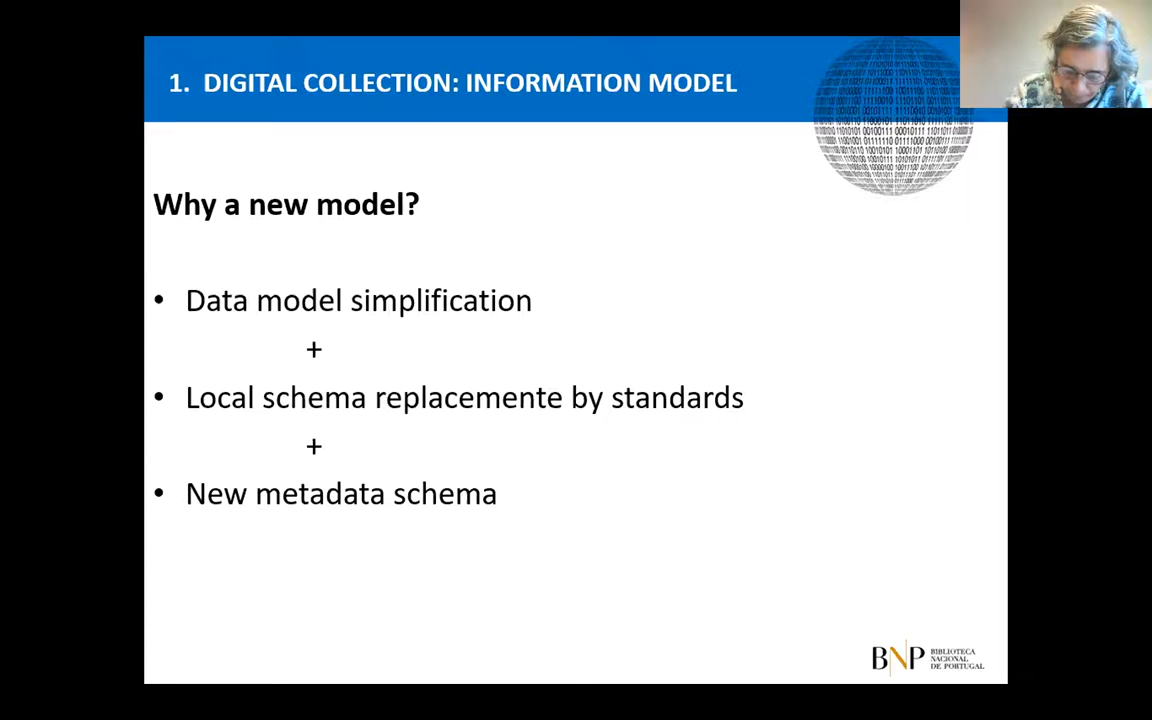 1. DIGITAL COLLECTION: INFORMATION MODEL
Why a new model?
• Data model simplification
+
• Local schema replacemente by standards
+
• New metadata schema
BNP BIBLIOTECA
NACIONAL
DE PORTUGAL